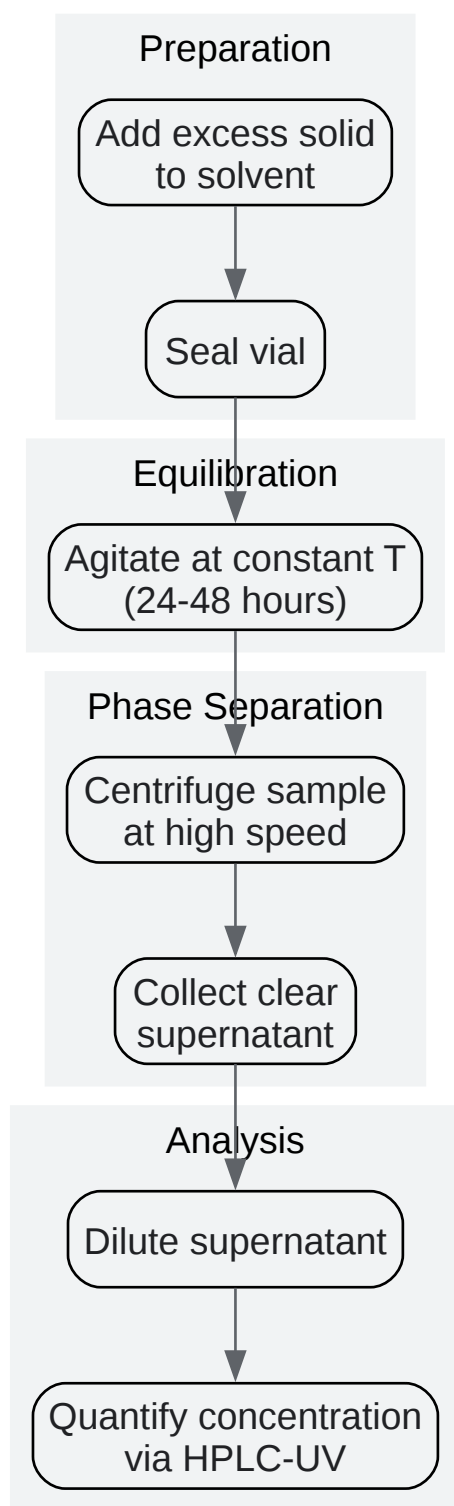 Preparation
Add excess solid
to solvent
Seal vial
Equilibration
Agitate at constant T
(24-48 hours)
Phase Separation
Centrifuge sample
at high speed
Collect clear
supernatant
Analysis
Dilute supernatant
Quantify concentration
via HPLC-UV